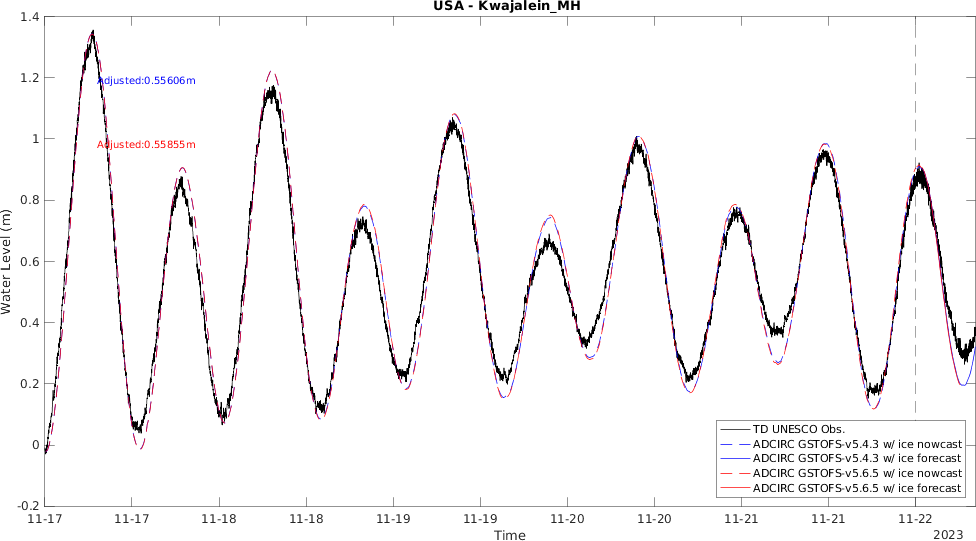 USA - Kwajalein_MH
1.4
1.2
1
0.8
0.6
0.4
0.2
0
-0.2
Water Level (m)
Adjusted:0.55606m
Adjusted:0.55855m
TD UNESCO Obs.
ADCIRC GSTOFS-v5.4.3 w/ ice nowcast
ADCIRC GSTOFS-v5.4.3 w/ ice forecast
ADCIRC GSTOFS-v5.6.5 w/ ice nowcast
ADCIRC GSTOFS-v5.6.5 w/ ice forecast
11-17 11-17 11-18 11-18 11-19 11-19 11-20 11-20 11-21 11-21 11-22
Time
2023